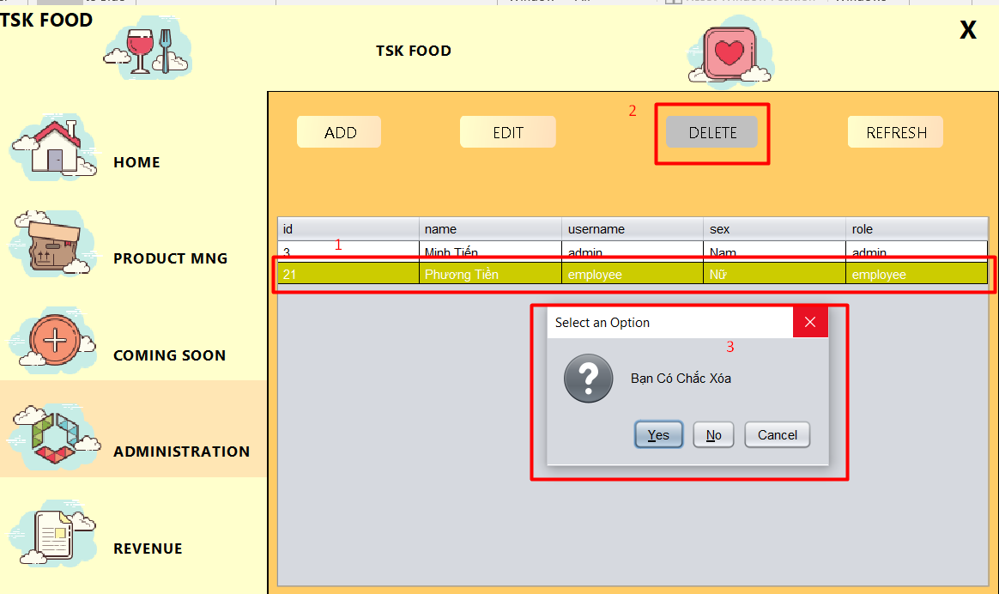 TSK FOOD
TSK FOOD
X
HOME
PRODUCT MNG
COMING SOON
ADMINISTRATION
REVENUE
ADD
EDIT
2
DELETE
REFRESH
id name username sex role
1
3 Minh Tiến admin Nam admin
21 Phương Tiền employee Nữ employee
Select an Option
3
Bạn Có Chắc Xóa
Yes No Cancel